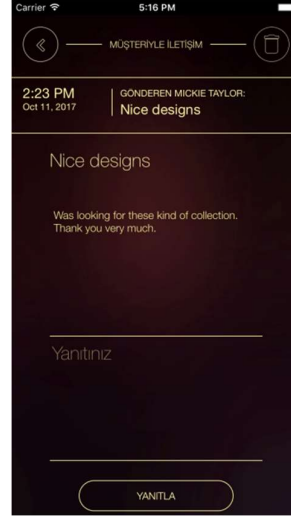 Carrier 5:16 PM
MÜŞTERİYLE İLETİŞİM
2:23 PM
Oct 11, 2017
GÖNDEREN MICKIE TAYLOR:
Nice designs
Nice designs
Was looking for these kind of collection.
Thank you very much.
Yanıtınız
YANITLA